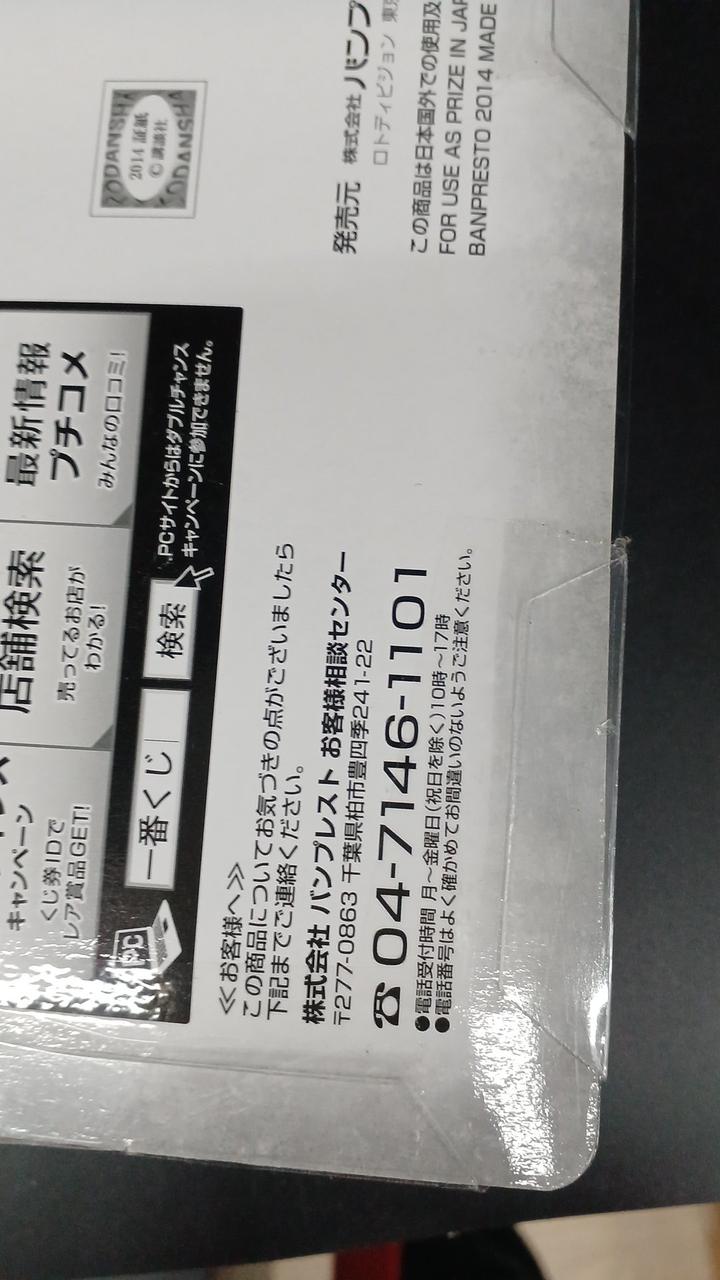 キャンペーン
くじ券IDで
レア賞品GET!
店舗検索
売ってるお店が
わかる!
最新情報
プチコメ
みんなの口コミ!
PC
一番くじ
検索
PCサイトからはダブルチャンス
キャンペーンに参加できません。
≪お客様へ≫
この商品についてお気づきの点がございましたら
下記までご連絡ください。
株式会社 バンプレスト お客様相談センター
〒277-0863 千葉県柏市豊四季241-22
☎04-7146-1101
●電話受付時間 月～金曜日(祝日を除く)10時～17時
●電話番号はよく確かめてお間違いのないようご注意ください。
KODANSHA
2014 証紙
©講談社
KODANSHA
発売元 株式会社 バンプ
ロトディビジョン 東京
この商品は日本国外での使用及
FOR USE AS PRIZE IN JAP
BANPRESTO 2014 MADE